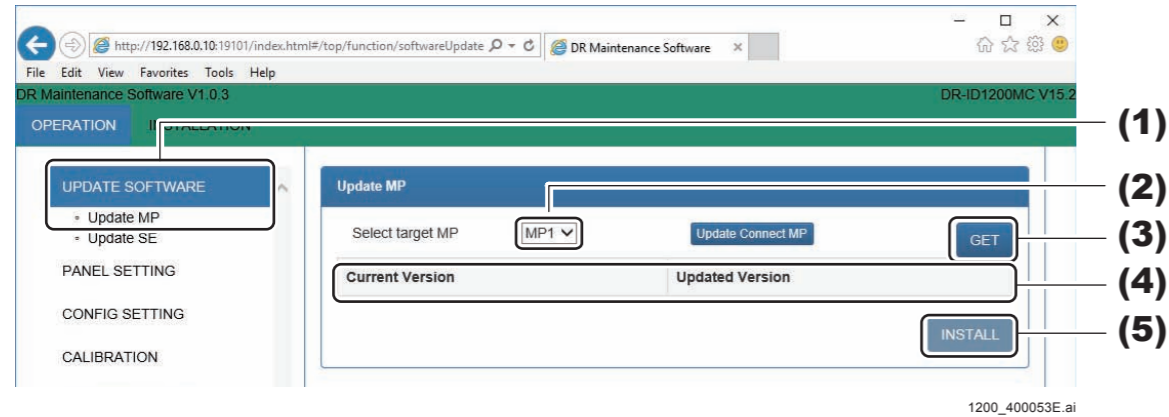 http://192.168.0.10:19101/index.html#/top/function/softwareUpdate DR Maintenance Software ×
File Edit View Favorites Tools Help
DR Maintenance Software V1.0.3 DR-ID1200MC V15.2
OPERATION INSTALLATION
(1)
UPDATE SOFTWARE
• Update MP
• Update SE
PANEL SETTING
CONFIG SETTING
CALIBRATION
Update MP
(2)
Select target MP MP1 Update Connect MP GET
(3)
Current Version Updated Version
(4)
INSTALL
(5)
1200_400053E.ai